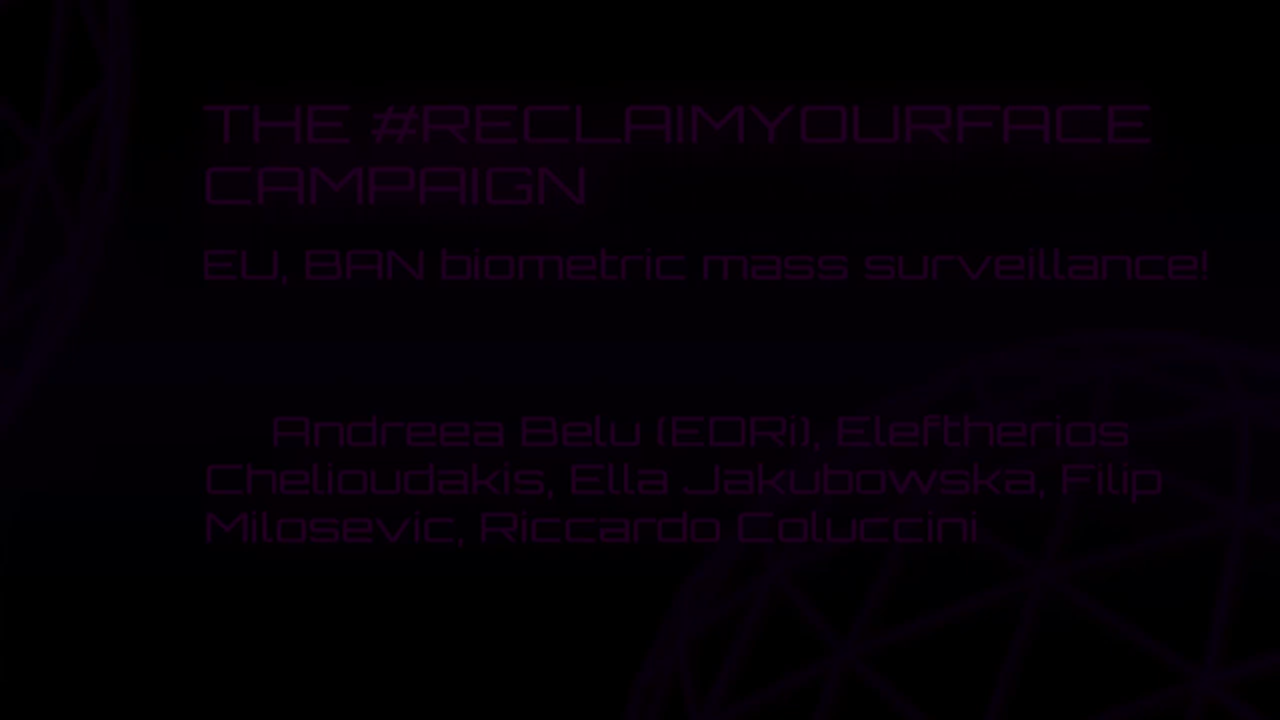 THE #RECLAIMYOURFACE
CAMPAIGN
EU, BAN biometric mass surveillance!
Andreea Belu (EDRi), Eleftherios
Chelioudakis, Ella Jakubowska, Filip
Milosevic, Riccardo Coluccini